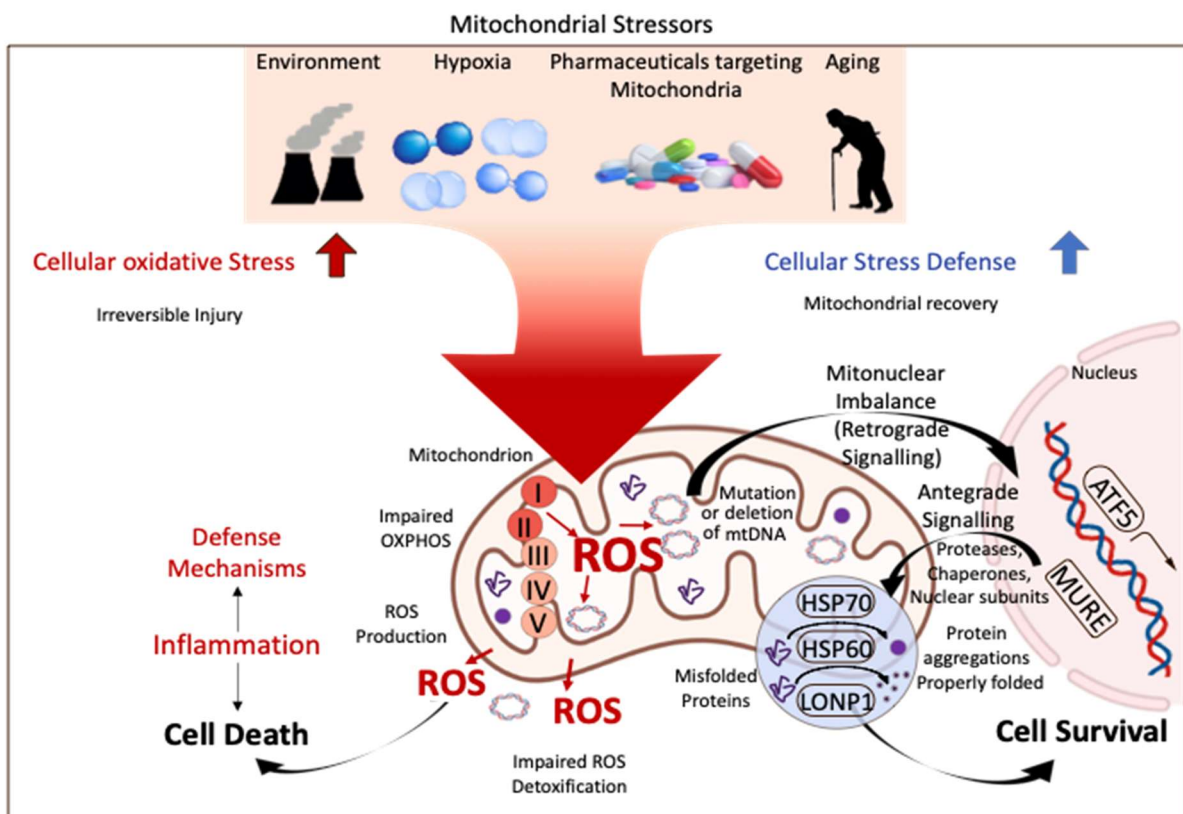 Mitochondrial Stressors
Environment
Hypoxia
Pharmaceuticals targeting
Mitochondria
Aging
Cellular oxidative Stress
Irreversible Injury
Cellular Stress Defense
Mitochondrial recovery
Nucleus
Mitonuclear
Imbalance
(Retrograde
Signalling)
Mitochondrion
Impaired
OXPHOS
I
II
III
IV
V
ROS
Mutation
or deletion
of mtDNA
Antegrade
Signalling
Proteases,
Chaperones,
Nuclear subunits
ATF5
MURE
Defense
Mechanisms
Inflammation
Cell Death
ROS
Production
ROS
ROS
Impaired ROS
Detoxification
Misfolded
Proteins
HSP70
HSP60
LONP1
Protein
aggregations
Properly folded
Cell Survival